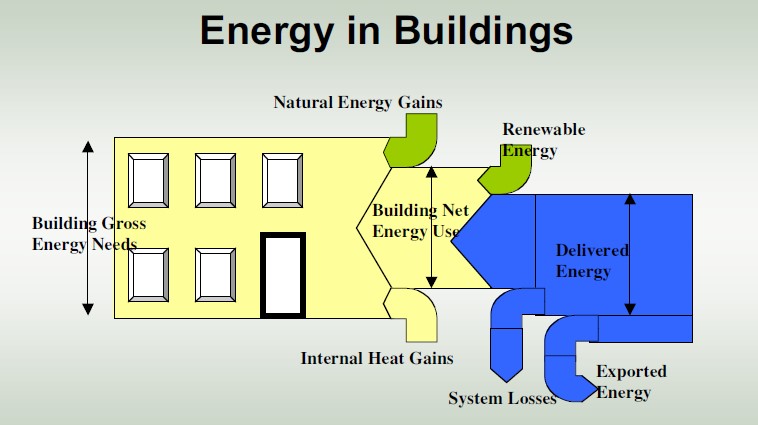 Energy in Buildings
Natural Energy Gains
Renewable
Energy
Building Gross
Energy Needs
Building Net
Energy Use
Delivered
Energy
Internal Heat Gains
Exported
Energy
System Losses